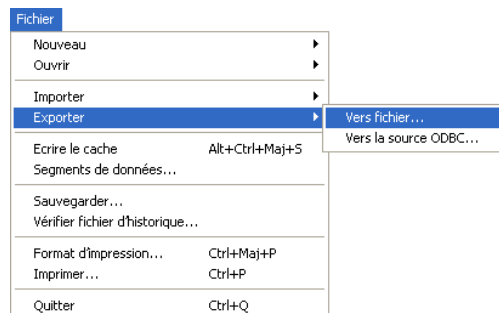 Fichier
Nouveau
Ouvrir
Importer
Exporter
Vers fichier...
Vers la source ODBC...
Ecrire le cache Alt+Ctrl+Maj+S
Segments de données...
Sauvegarder...
Vérifier fichier d'historique...
Format d'impression... Ctrl+Maj+P
Imprimer... Ctrl+P
Quitter Ctrl+Q